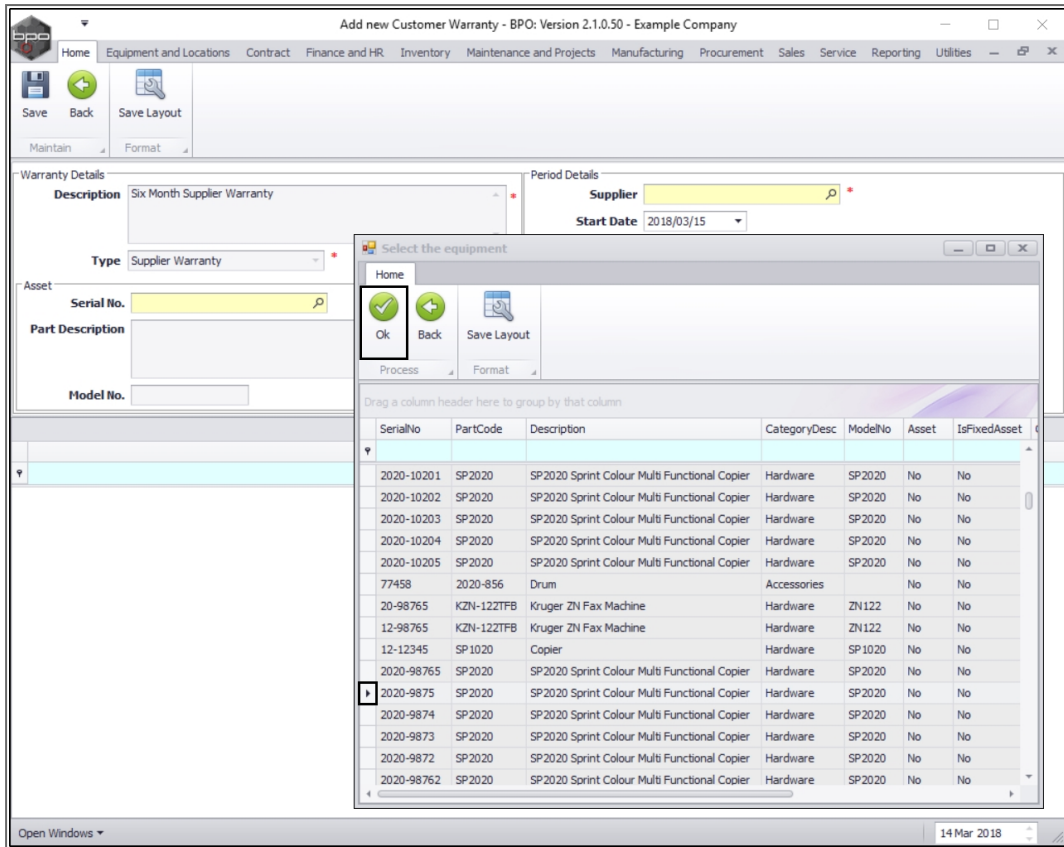 Add new Customer Warranty - BPO: Version 2.1.0.50 - Example Company
bpo
Home Equipment and Locations Contract Finance and HR Inventory Maintenance and Projects Manufacturing Procurement Sales Service Reporting Utilities
Save Back Save Layout
Maintain Format
Warranty Details
Description Six Month Supplier Warranty *
Type Supplier Warranty *
Period Details
Supplier *
Start Date 2018/03/15
Asset
Serial No.
Part Description
Model No.
Select the equipment
Home
Ok Back Save Layout
Process Format
Drag a column header here to group by that column
SerialNo PartCode Description CategoryDesc ModelNo Asset IsFixedAsset
2020-10201 SP2020 SP2020 Sprint Colour Multi Functional Copier Hardware SP2020 No No
2020-10202 SP2020 SP2020 Sprint Colour Multi Functional Copier Hardware SP2020 No No
2020-10203 SP2020 SP2020 Sprint Colour Multi Functional Copier Hardware SP2020 No No
2020-10204 SP2020 SP2020 Sprint Colour Multi Functional Copier Hardware SP2020 No No
2020-10205 SP2020 SP2020 Sprint Colour Multi Functional Copier Hardware SP2020 No No
77458 2020-856 Drum Accessories No No
20-98765 KZN-122TFB Kruger ZN Fax Machine Hardware ZN122 No No
12-98765 KZN-122TFB Kruger ZN Fax Machine Hardware ZN122 No No
12-12345 SP1020 Copier Hardware SP1020 No No
2020-98765 SP2020 SP2020 Sprint Colour Multi Functional Copier Hardware SP2020 No No
2020-9875 SP2020 SP2020 Sprint Colour Multi Functional Copier Hardware SP2020 No No
2020-9874 SP2020 SP2020 Sprint Colour Multi Functional Copier Hardware SP2020 No No
2020-9873 SP2020 SP2020 Sprint Colour Multi Functional Copier Hardware SP2020 No No
2020-9872 SP2020 SP2020 Sprint Colour Multi Functional Copier Hardware SP2020 No No
2020-98762 SP2020 SP2020 Sprint Colour Multi Functional Copier Hardware SP2020 No No
Open Windows 14 Mar 2018